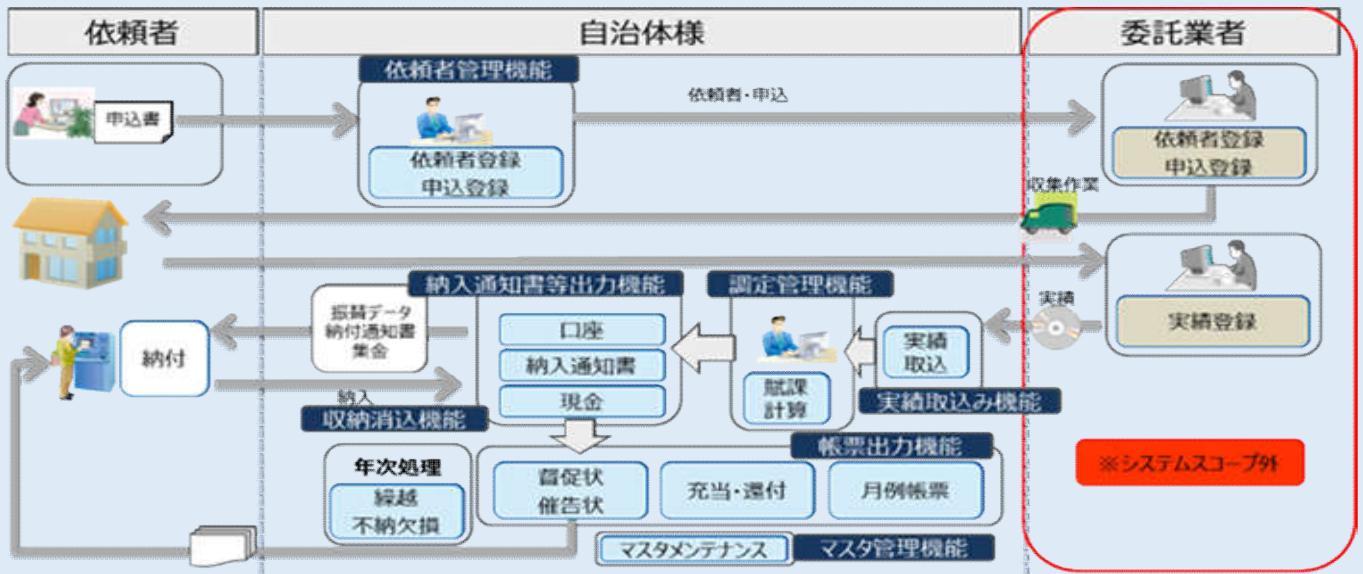 依頼者
自治体様
委託業者
依頼者管理機能
申込書
依頼者登録
申込登録
依頼者・申込
依頼者登録
申込登録
収集作業
納入通知書等出力機能
調定管理機能
振替データ
納付通知書
集金
口座
納入通知書
現金
賦課
計算
実績
取込
実績
実績登録
納付
納入
収納消込機能
実績取込み機能
帳票出力機能
年次処理
繰越
不納欠損
督促状
催告状
充当・還付
月例帳票
※システムスコープ外
マスタメンテナンス
マスタ管理機能